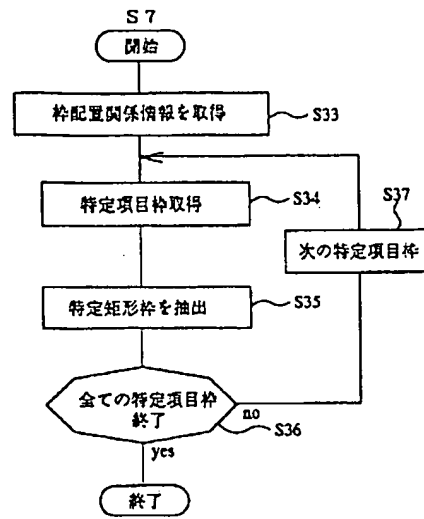 S7
開始
枠配置関係情報を取得
S33
特定項目枠取得
S34
S37
次の特定項目枠
特定矩形枠を抽出
S35
全ての特定項目枠
終了
no
S36
yes
終了